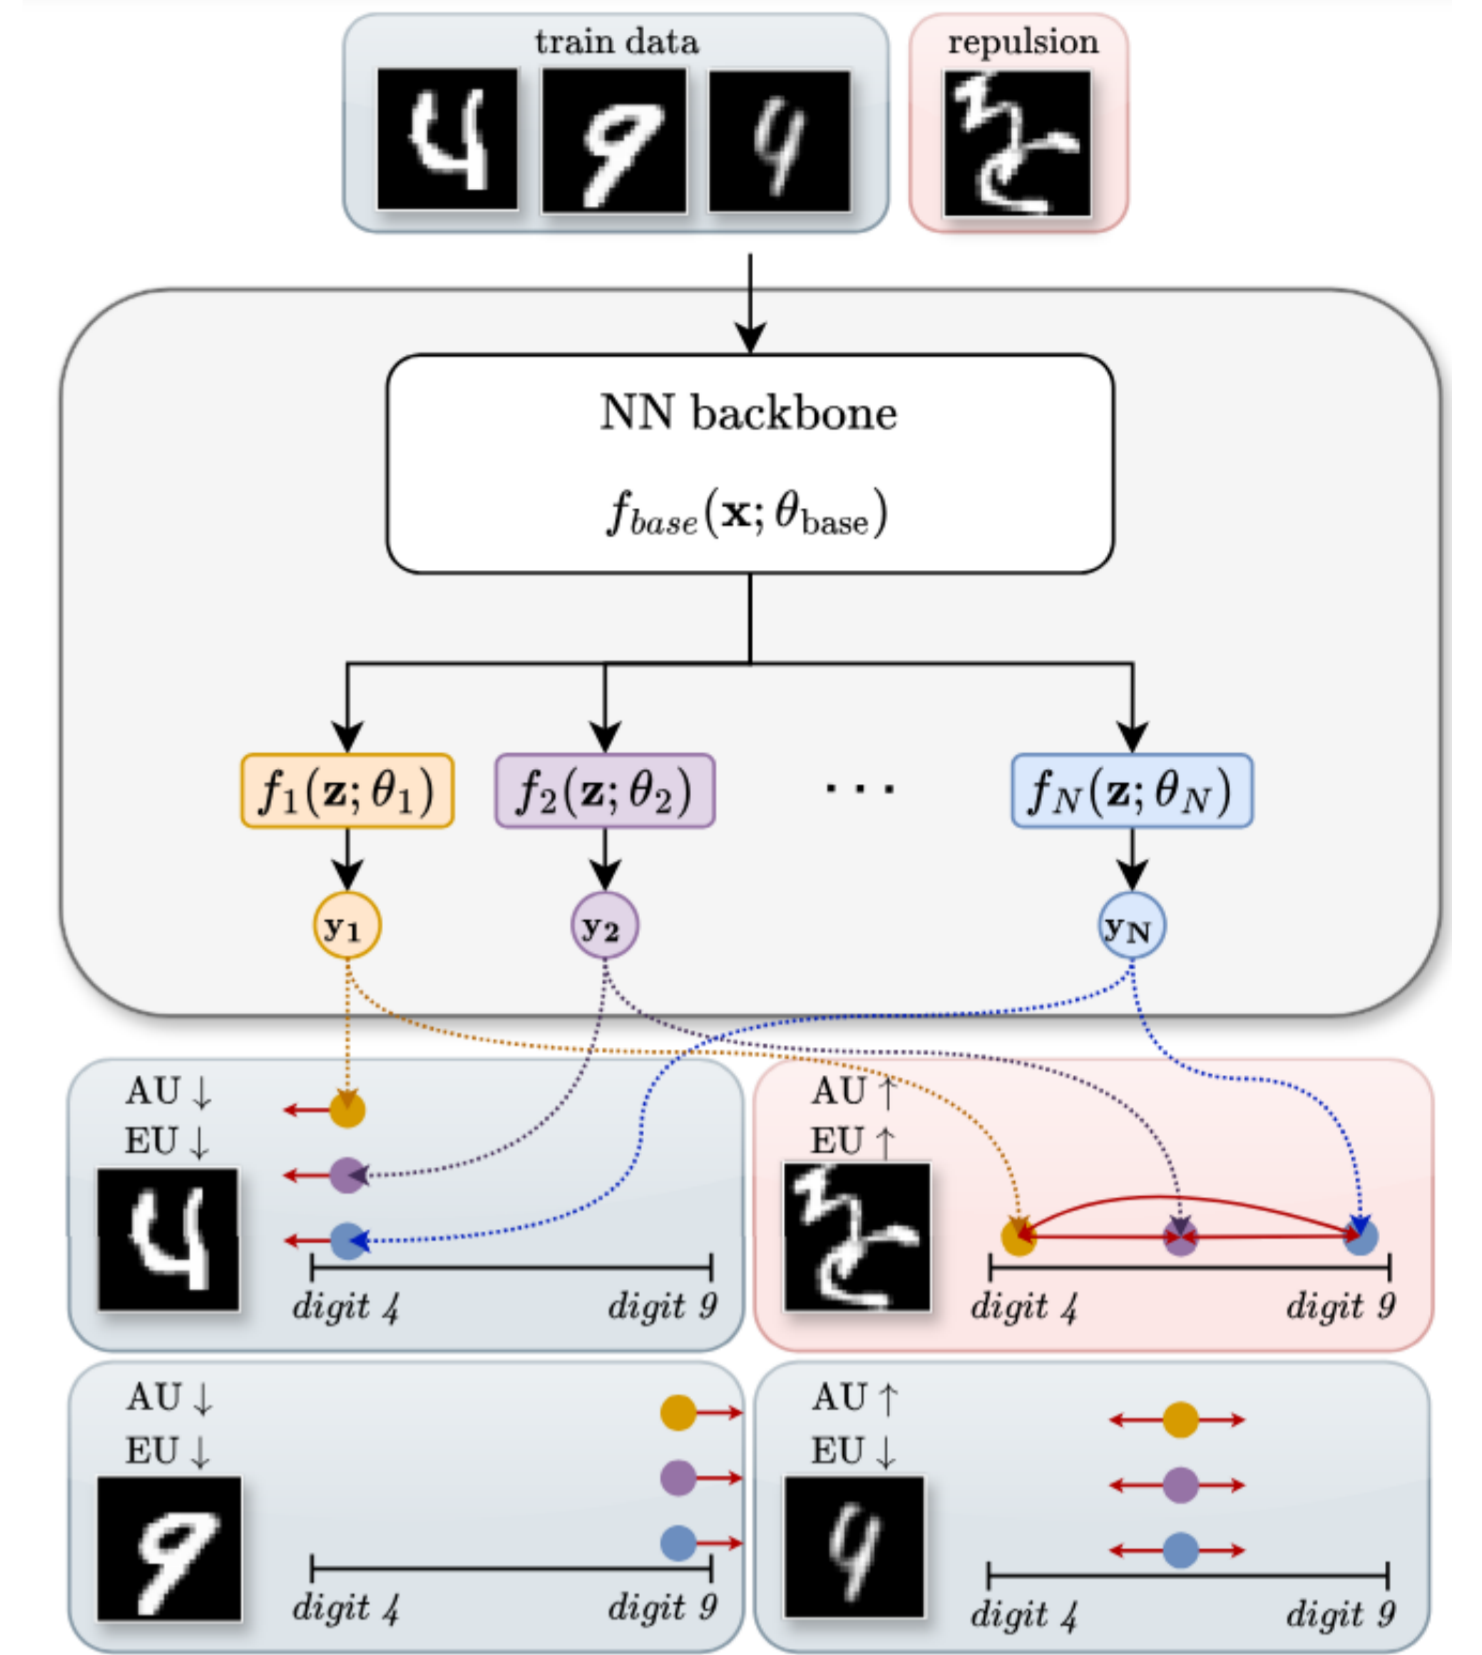 train data
repulsion
NN backbone
f_base(x; θ_base)
f_1(z; θ_1)
f_2(z; θ_2)
. . .
f_N(z; θ_N)
y_1
y_2
y_N
AU ↓
EU ↓
digit 4
digit 9
AU ↑
EU ↑
digit 4
digit 9
AU ↓
EU ↓
digit 4
digit 9
AU ↑
EU ↓
digit 4
digit 9